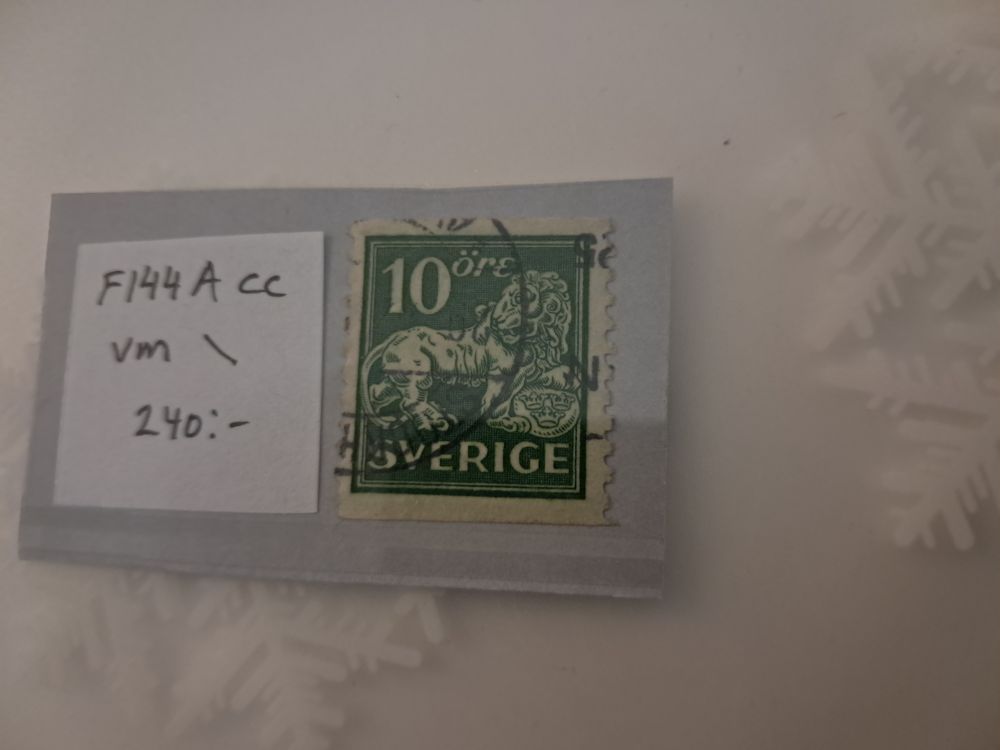 F144 A cc
vm \
240:-
10 öre
SVERIGE